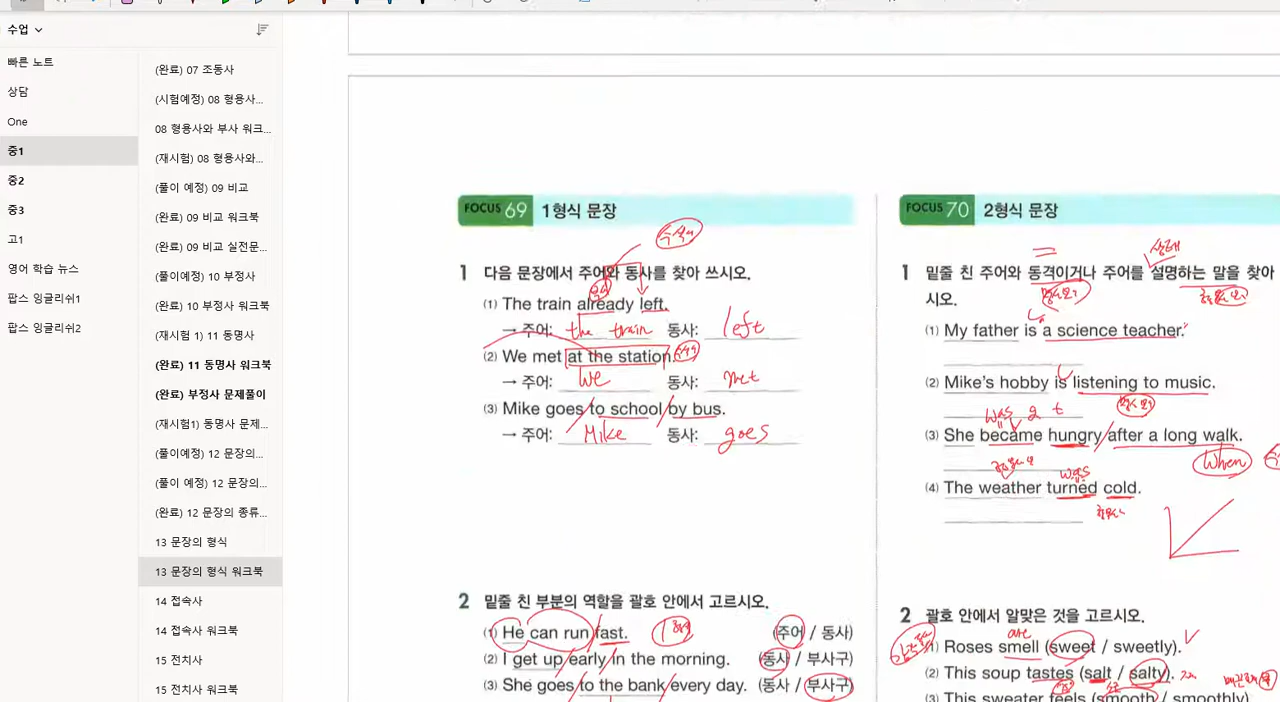 수업
빠른 노트
상담
One
중1
중2
중3
고1
영어 학습 뉴스
팝스 잉글리쉬1
팝스 잉글리쉬2
(완료) 07 조동사
(시험예정) 08 형용사...
08 형용사와 부사 워크...
(재시험) 08 형용사와...
(풀이 예정) 09 비교
(완료) 09 비교 워크북
(완료) 09 비교 실전문...
(풀이예정) 10 부정사
(완료) 10 부정사 워크북
(재시험 1) 11 동명사
(완료) 11 동명사 워크북
(완료) 부정사 문제풀이
(재시험1) 동명사 문제...
(풀이예정) 12 문장의...
(풀이 예정) 12 문장의...
(완료) 12 문장의 종류...
13 문장의 형식
13 문장의 형식 워크북
14 접속사
14 접속사 워크북
15 전치사
15 전치사 워크북
FOCUS 69 1형식 문장
1 다음 문장에서 주어와 동사를 찾아 쓰시오.
(1) The train already left.
→ 주어: the train 동사: left
(2) We met at the station.
→ 주어: We 동사: met
(3) Mike goes to school by bus.
→ 주어: Mike 동사: goes
2 밑줄 친 부분의 역할을 괄호 안에서 고르시오.
(1) He can run fast. (주어 / 동사)
(2) I get up early in the morning. (동사 / 부사구)
(3) She goes to the bank every day. (동사 / 부사구)
FOCUS 70 2형식 문장
1 밑줄 친 주어와 동격이거나 주어를 설명하는 말을 찾아
시오.
(1) My father is a science teacher.
(2) Mike's hobby is listening to music.
was
(3) She became hungry after a long walk.
When
was
(4) The weather turned cold.
2 괄호 안에서 알맞은 것을 고르시오.
are
(1) Roses smell (sweet / sweetly).
(2) This soup tastes (salt / salty).
(3) This sweater feels (smooth / smoothly)